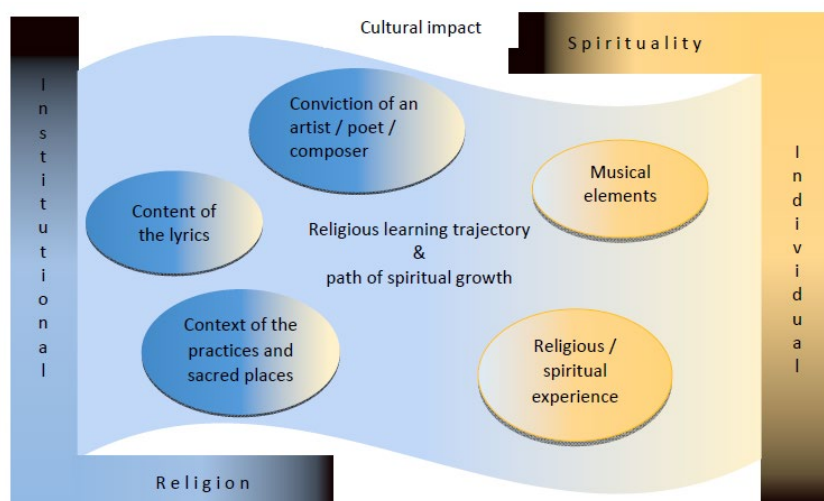 Cultural impact
Spirituality
Institutional
Conviction of an
artist / poet /
composer
Musical
elements
Individual
Content of
the lyrics
Religious learning trajectory
&
path of spiritual growth
Context of the
practices and
sacred places
Religious /
spiritual
experience
Religion